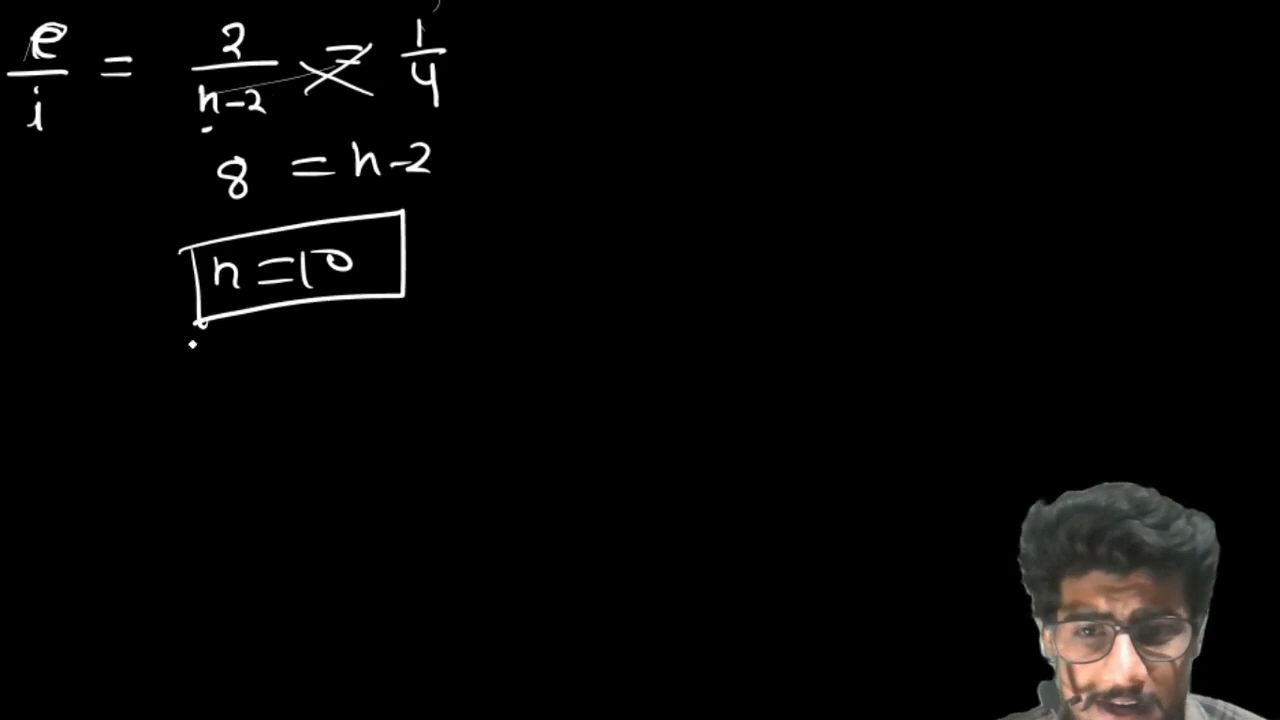 e/i = 2/(n-2) = 1/4
8 = n-2
n = 10